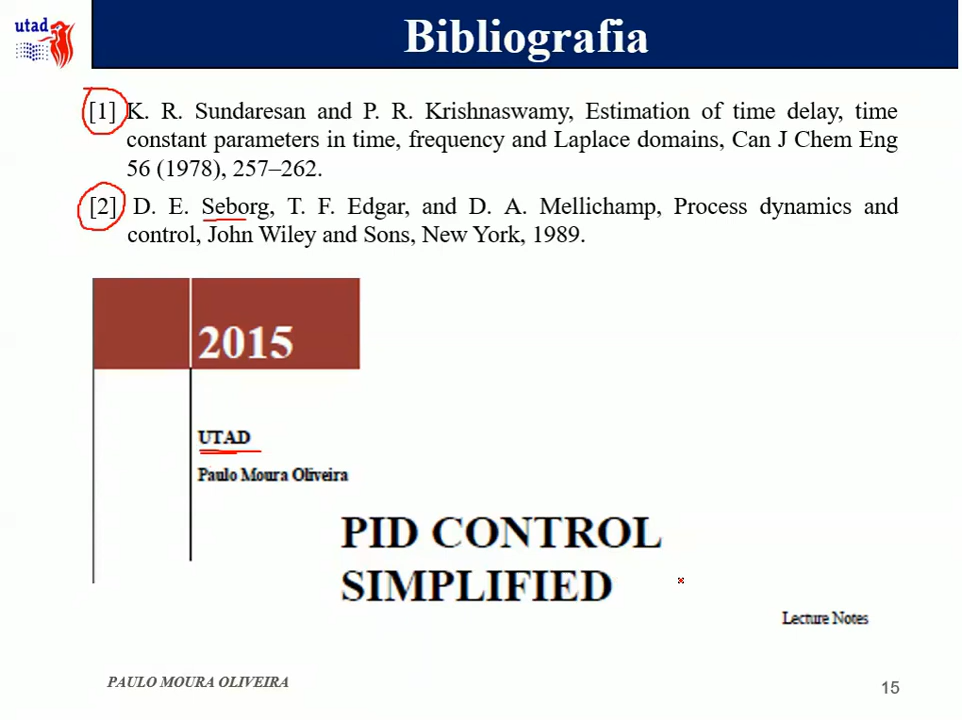 utad
Bibliografia
[1] K. R. Sundaresan and P. R. Krishnaswamy, Estimation of time delay, time
constant parameters in time, frequency and Laplace domains, Can J Chem Eng
56 (1978), 257–262.
[2] D. E. Seborg, T. F. Edgar, and D. A. Mellichamp, Process dynamics and
control, John Wiley and Sons, New York, 1989.
2015
UTAD
Paulo Moura Oliveira
PID CONTROL
SIMPLIFIED
Lecture Notes
PAULO MOURA OLIVEIRA
15